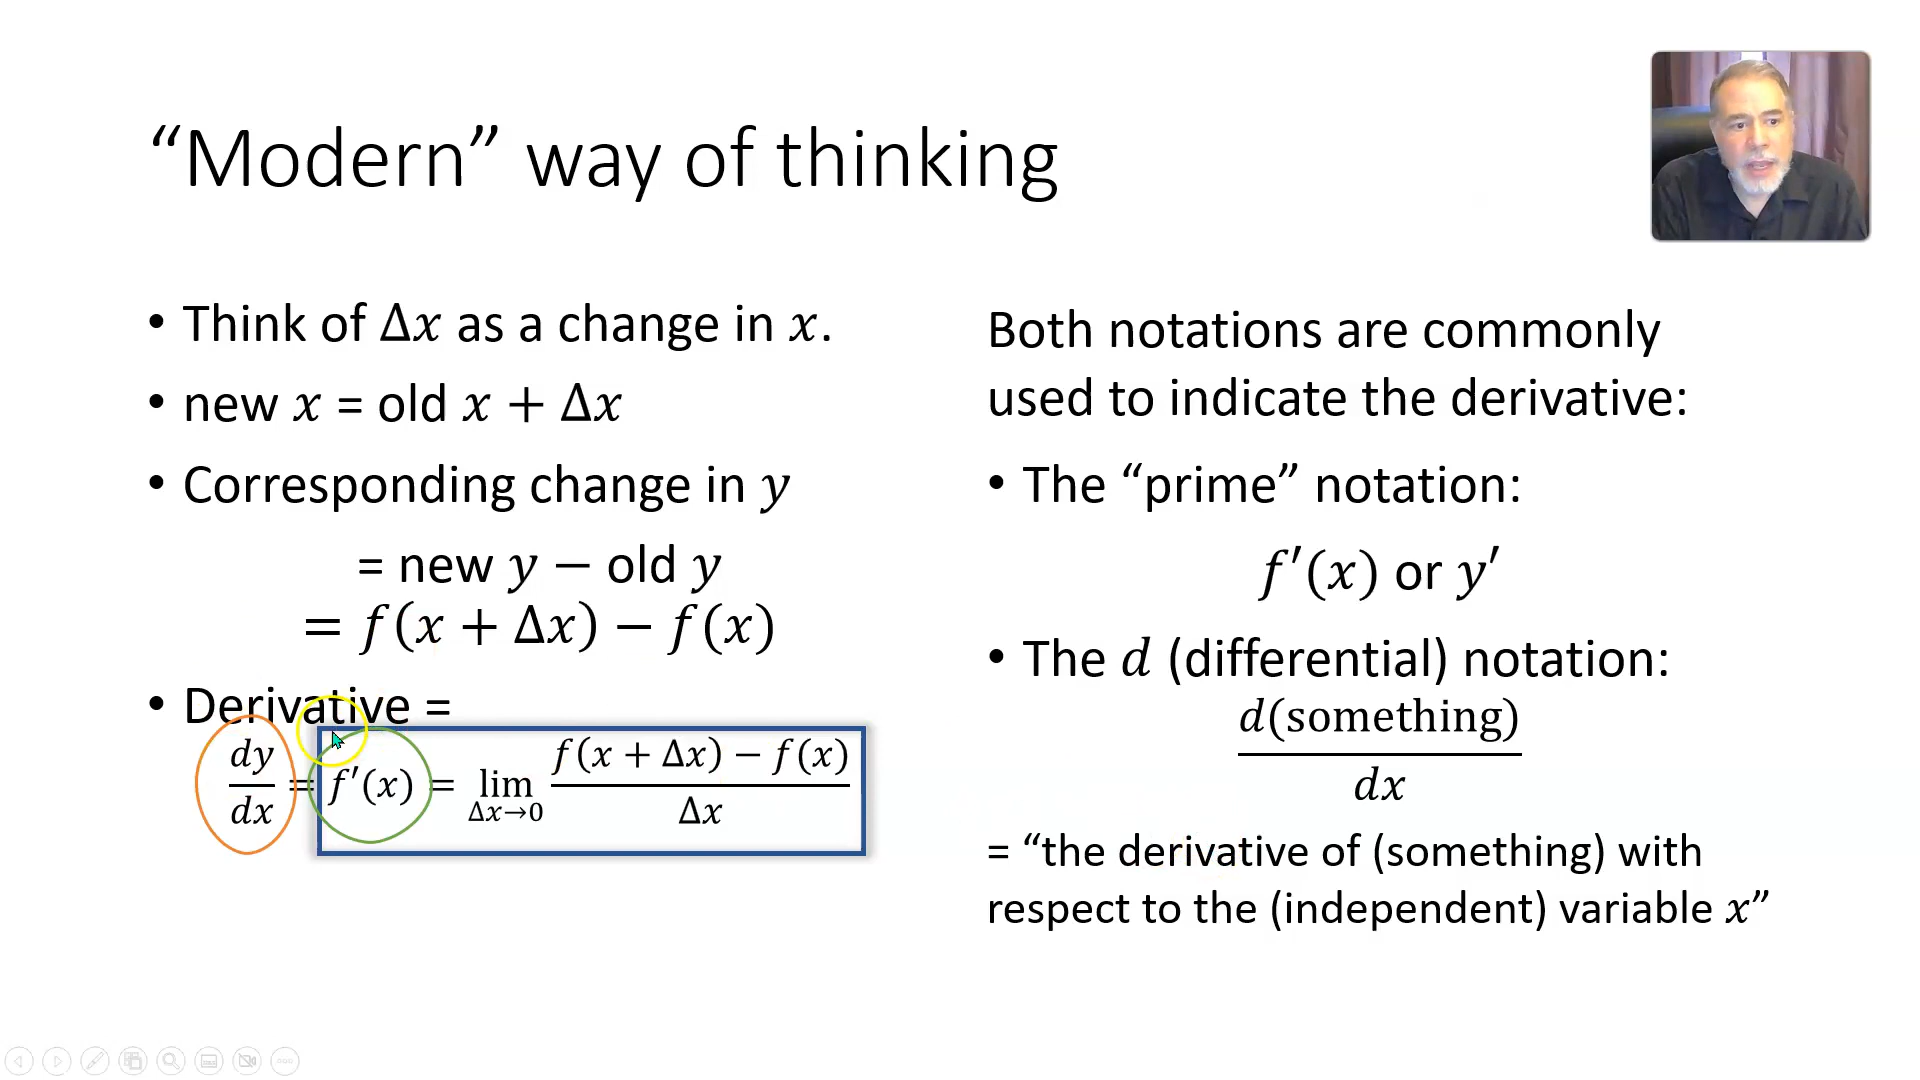 “Modern” way of thinking
• Think of Δx as a change in x.
• new x = old x + Δx
• Corresponding change in y
= new y − old y
= f(x + Δx) − f(x)
• Derivative =
dy/dx = f′(x) = lim Δx→0 (f(x + Δx) − f(x))/Δx
Both notations are commonly
used to indicate the derivative:
• The “prime” notation:
f′(x) or y′
• The d (differential) notation:
d(something)
dx
= “the derivative of (something) with
respect to the (independent) variable x”